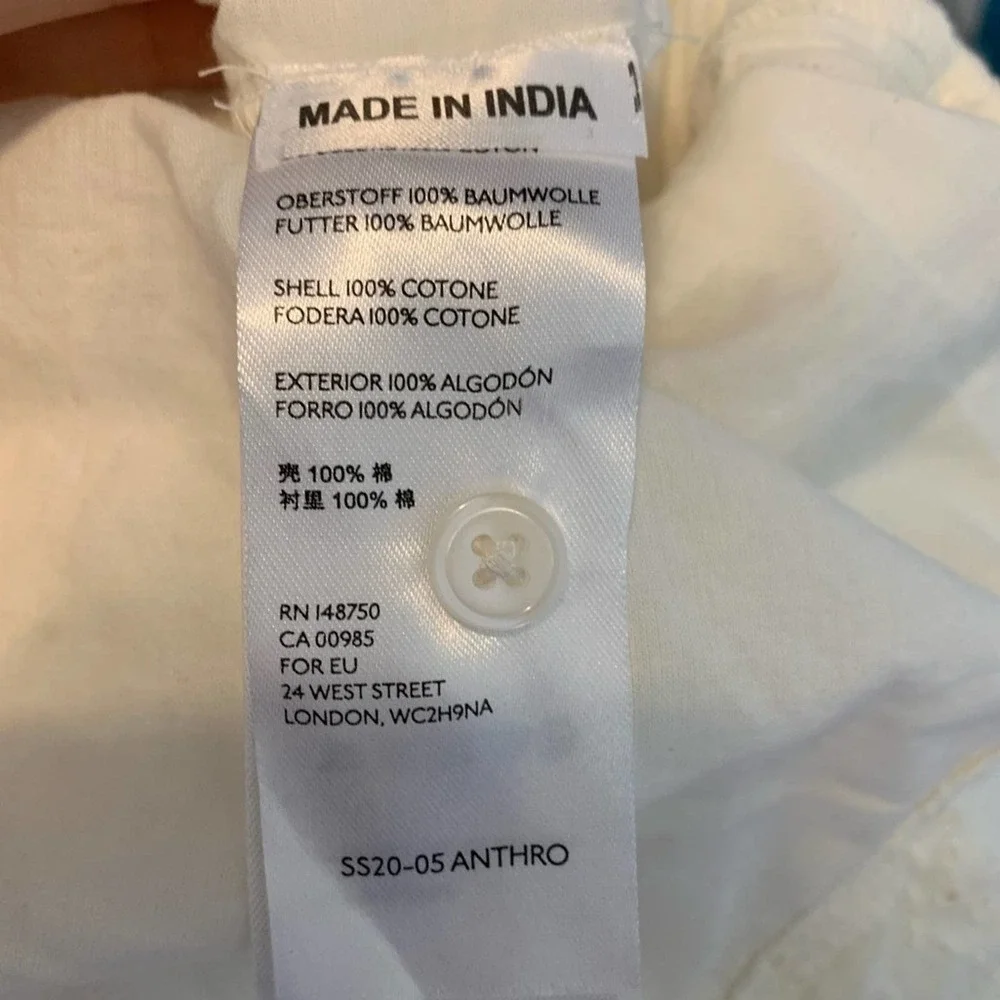 MADE IN INDIA
OBERSTOFF 100% BAUMWOLLE
FUTTER 100% BAUMWOLLE
SHELL 100% COTONE
FODERA 100% COTONE
EXTERIOR 100% ALGODÓN
FORRO 100% ALGODÓN
壳 100% 棉
衬里 100% 棉
RN 148750
CA 00985
FOR EU
24 WEST STREET
LONDON, WC2H9NA
SS20-05 ANTHRO